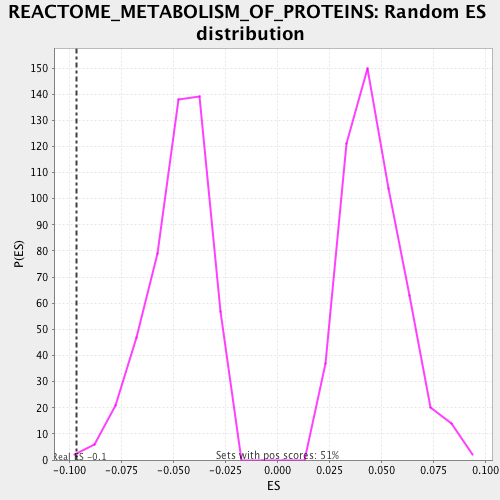 REACTOME_METABOLISM_OF_PROTEINS: Random ES
distribution
P(ES)
150
140
130
120
110
100
90
80
70
60
50
40
30
20
10
0
Real ES -0.1
Sets with pos scores: 51%
-0.100 -0.075 -0.050 -0.025 0.000 0.025 0.050 0.075 0.100
ES